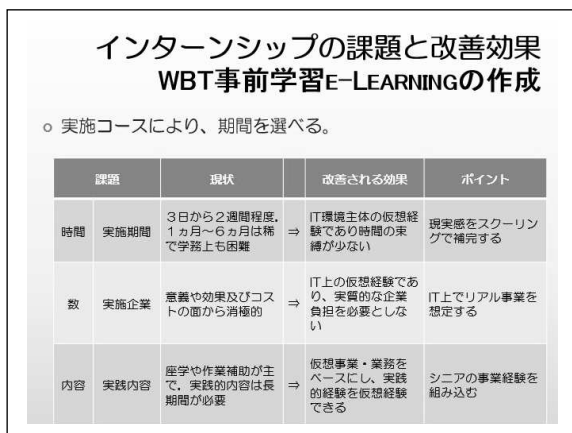 インターンシップの課題と改善効果
WBT事前学習E-LEARNINGの作成
実施コースにより、期間を選べる。
課題 現状 改善される効果 ポイント
時間 実施期間 3日から2週間程度. ⇒ IT環境主体の仮想経 現実感をスクーリン
1ヵ月~6ヵ月は稀 験であり時間の束 グで補完する
で学務上も困難 縛が少ない
数 実施企業 意義や効果及びコス ⇒ IT上の仮想経験であ IT上でリアル事業を
トの面から消極的 り、実質的な企業 想定する
負担を必要としな
い
内容 実践内容 座学や作業補助が主 ⇒ 仮想事業・業務を シニアの事業経験を
で. 実践的内容は長 ベースにし、実践 組み込む
期間が必要 的経験を仮想経験
できる